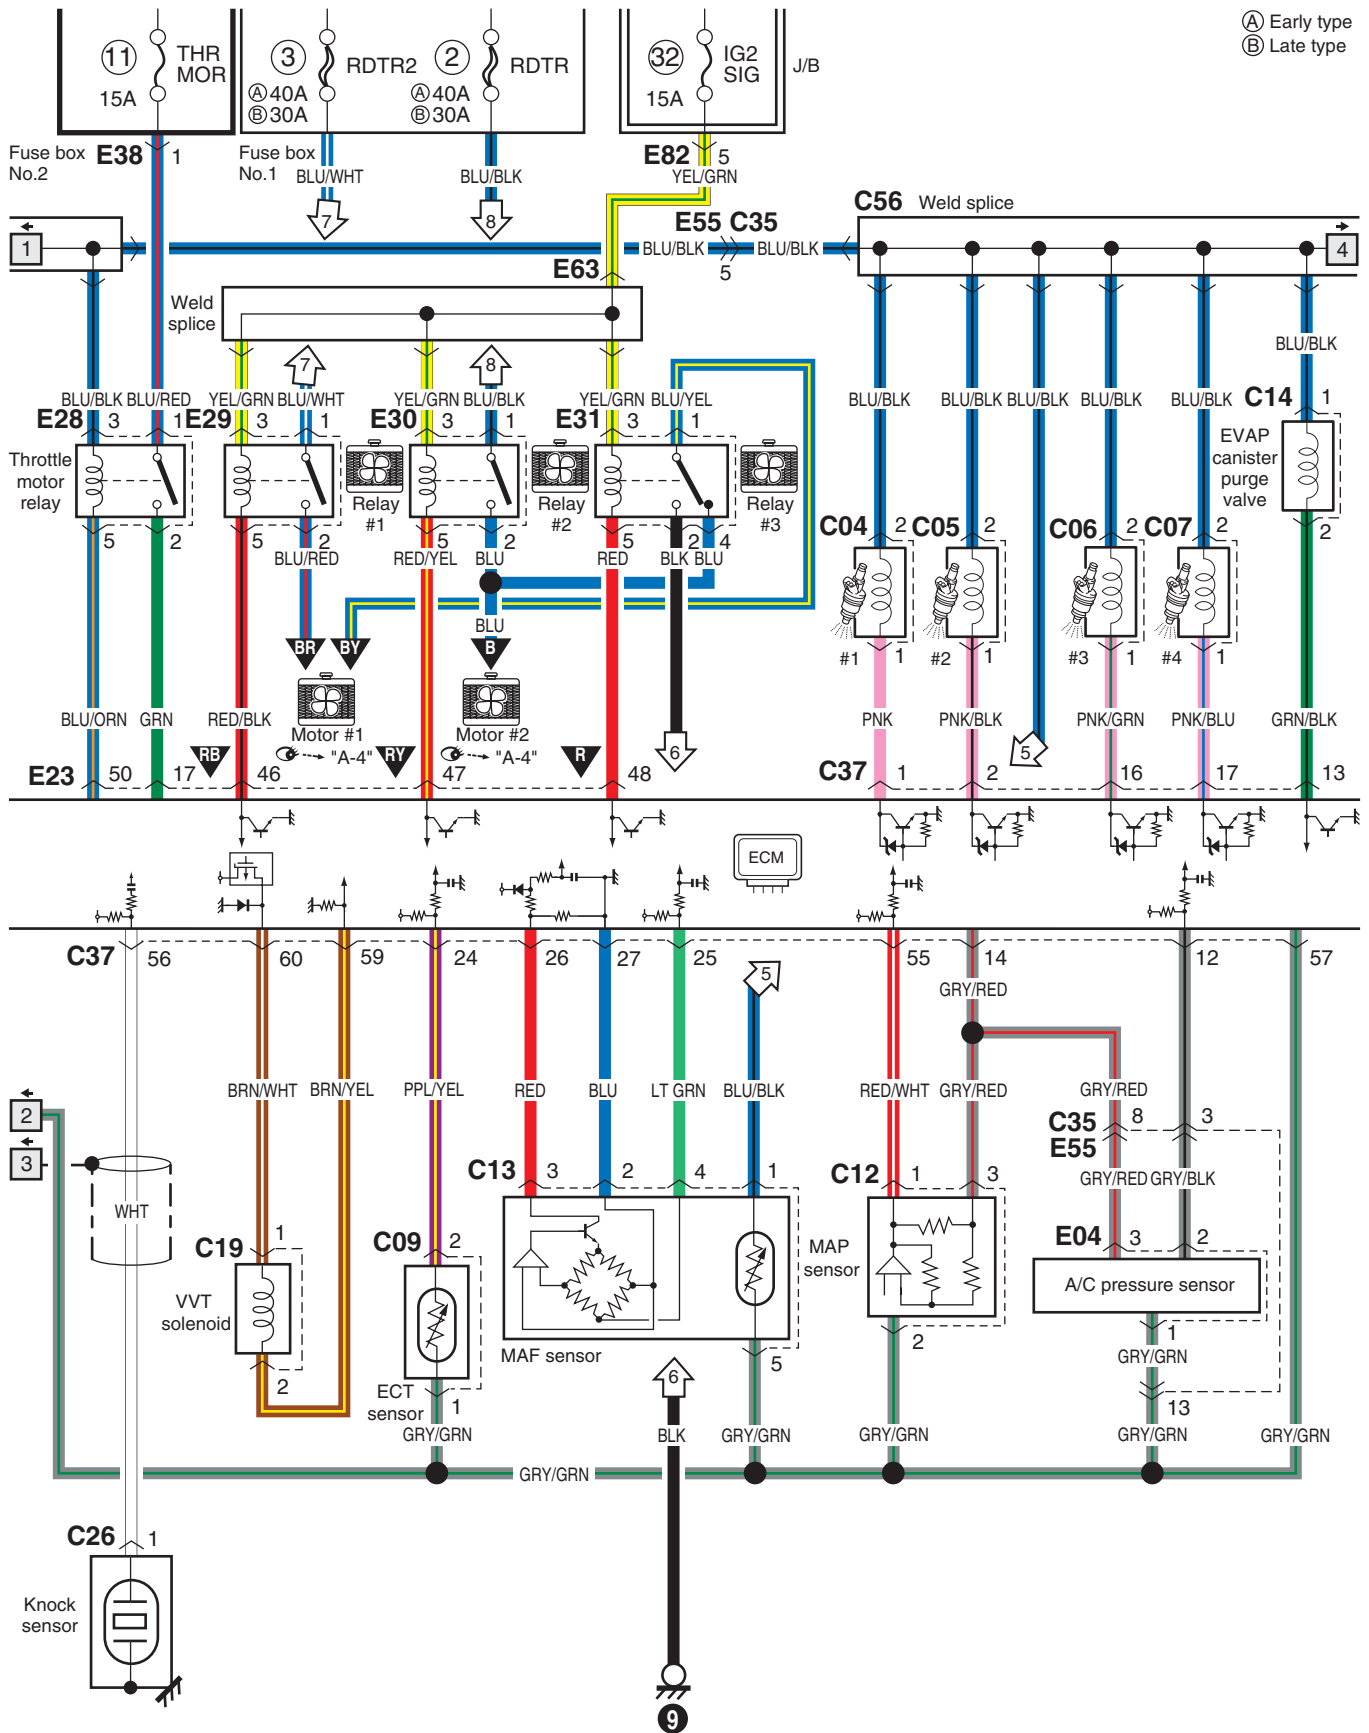 Ⓐ Early type
Ⓑ Late type
11 THR MOR 15A
3 RDTR2
Ⓐ 40A
Ⓑ 30A
2 RDTR
Ⓐ 40A
Ⓑ 30A
32 IG2 SIG 15A
J/B
Fuse box No.2
E38 1
Fuse box No.1
BLU/WHT
BLU/BLK
E82 5
YEL/GRN
7 8
C56 Weld splice
1
E55 C35
BLU/BLK 5 BLU/BLK
4
E63
Weld splice
7 8
BLU/BLK
BLU/BLK BLU/RED YEL/GRN BLU/WHT YEL/GRN BLU/BLK YEL/GRN BLU/YEL
BLU/BLK BLU/BLK BLU/BLK BLU/BLK BLU/BLK
E28 3 1
E29 3 1
E30 3 1
E31 3 1
C14 1
Throttle motor relay
Relay #1
Relay #2
Relay #3
EVAP canister purge valve
5 2 5 2 5 2 5 2 4
2
BLU/RED RED/YEL BLU RED BLK BLU
C04 2
C05 2
C06 2
C07 2
BLU
BR BY B
#1 1
#2 1
#3 1
#4 1
BLU/ORN GRN RED/BLK
Motor #1
"A-4"
Motor #2
"A-4"
RB RY R
6
PNK PNK/BLK PNK/GRN PNK/BLU GRN/BLK
5
E23 50 17 46 47 48
C37 1 2 16 17 13
ECM
C37 56 60 59 24 26 27 25 55 14 12 57
5
GRY/RED
BRN/WHT BRN/YEL PPL/YEL RED BLU LT GRN BLU/BLK RED/WHT GRY/RED GRY/RED
2
3
C35 8 3
E55
WHT
C13 3 2 4 1
C12 1 3
GRY/RED GRY/BLK
C19 1
C09 2
E04 3 2
VVT solenoid
MAP sensor
A/C pressure sensor
2
MAF sensor
5
2
1
ECT sensor
1
6
GRY/GRN
13
GRY/GRN BLK GRY/GRN GRY/GRN GRY/GRN GRY/GRN
GRY/GRN
C26 1
Knock sensor
9